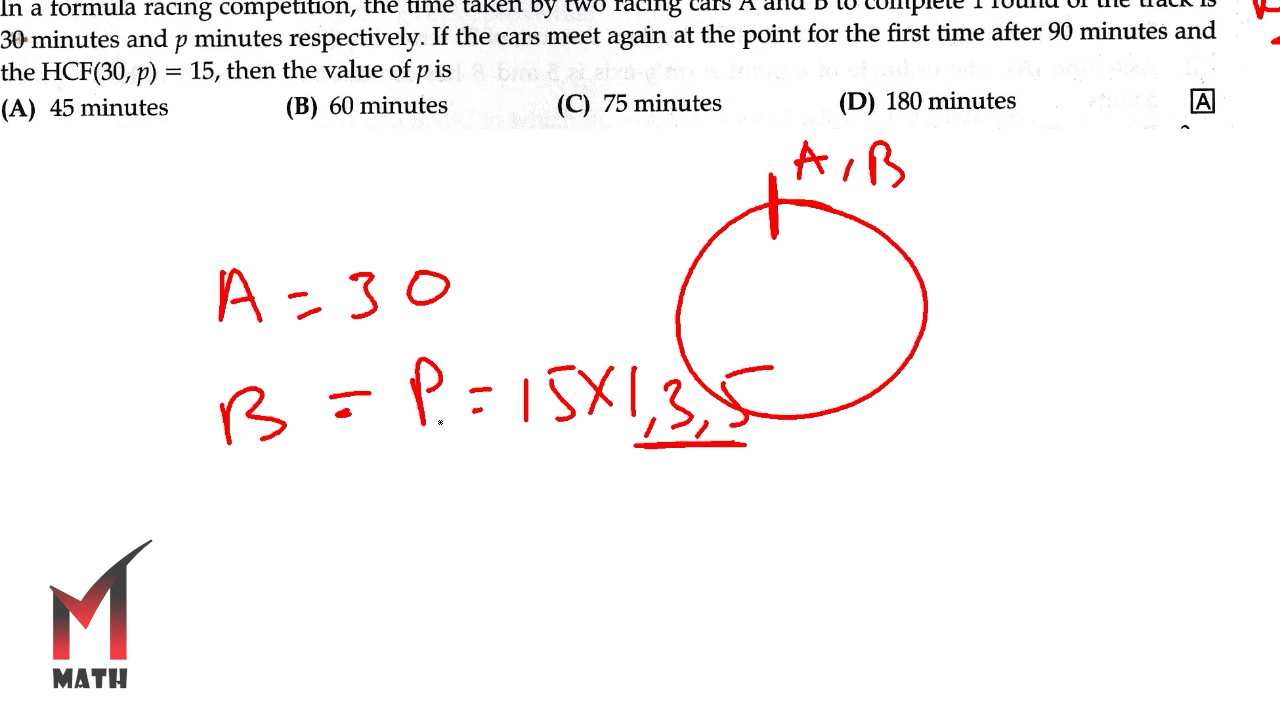 In a formula racing competition, the time taken by two racing cars A and B to complete 1 round of the track is
30 minutes and p minutes respectively. If the cars meet again at the point for the first time after 90 minutes and
the HCF(30, p) = 15, then the value of p is
(A) 45 minutes (B) 60 minutes (C) 75 minutes (D) 180 minutes A
A, B
A = 30
B = P = 15X1,3,5
M
MATH